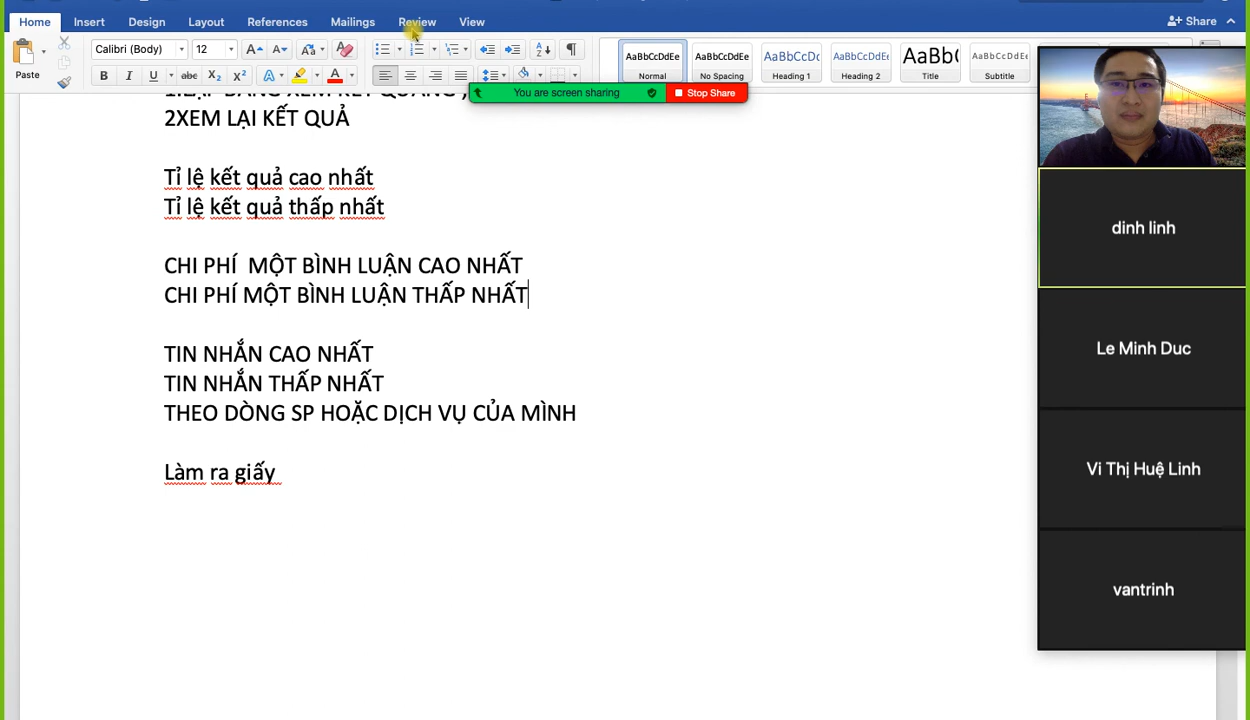 Home Insert Design Layout References Mailings Review View Share
Calibri (Body) 12
Paste
AaBbCcDdEe AaBbCcDdEe AaBbCcDc AaBbCcDdEe AaBb( AaBbCcDdEe
Normal No Spacing Heading 1 Heading 2 Title Subtitle
You are screen sharing Stop Share
2XEM LẠI KẾT QUẢ
Tỉ lệ kết quả cao nhất
Tỉ lệ kết quả thấp nhất
CHI PHÍ MỘT BÌNH LUẬN CAO NHẤT
CHI PHÍ MỘT BÌNH LUẬN THẤP NHẤT
TIN NHẮN CAO NHẤT
TIN NHẮN THẤP NHẤT
THEO DÒNG SP HOẶC DỊCH VỤ CỦA MÌNH
Làm ra giấy
dinh linh
Le Minh Duc
Vi Thị Huệ Linh
vantrinh